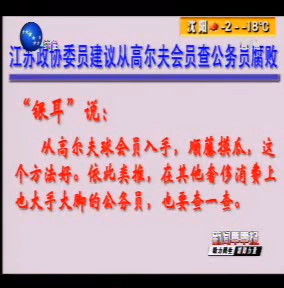 沈阳 -2--18℃
江苏政协委员建议从高尔夫会员查公务员腐败
“银耳”说：
从高尔夫球会员入手，顺藤摸瓜，这
个方法好。依此类推，在其他奢侈消费上
也大手大脚的公务员，也要查一查。